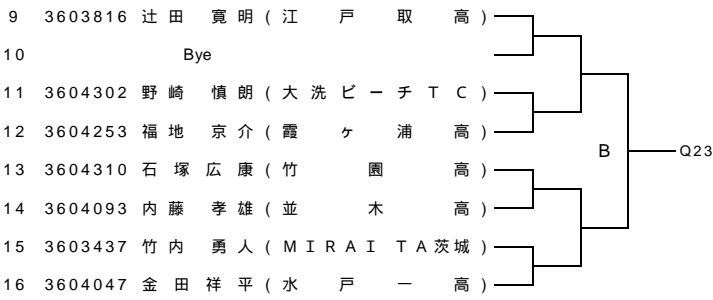 9 3603816 辻田 寛明(江戸取高)
10 Bye
11 3604302 野崎 慎朗(大洗ビーチTC)
12 3604253 福地 京介(霞ヶ浦高)
B Q23
13 3604310 石塚広康(竹園高)
14 3604093 内藤 孝雄(並木高)
15 3603437 竹内 勇人(MIRAI TA茨城)
16 3604047 金田祥平(水戸一高)